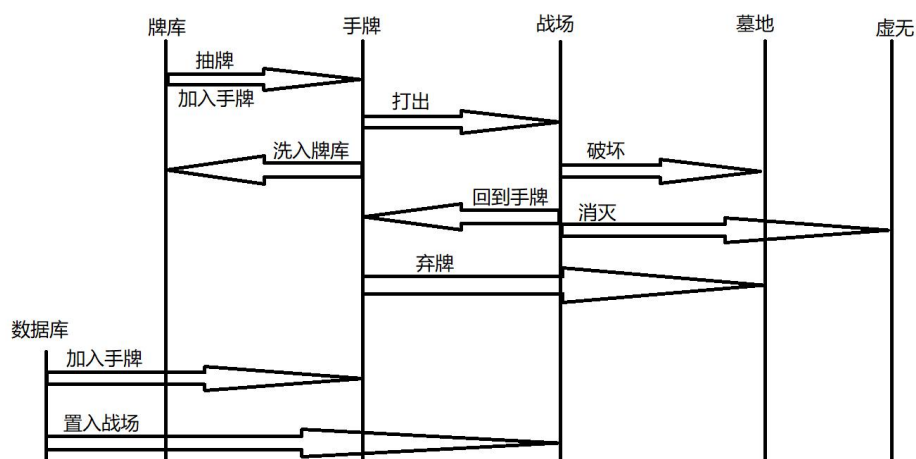 牌库
手牌
战场
墓地
虚无
抽牌
加入手牌
打出
洗入牌库
破坏
回到手牌
消灭
弃牌
数据库
加入手牌
置入战场